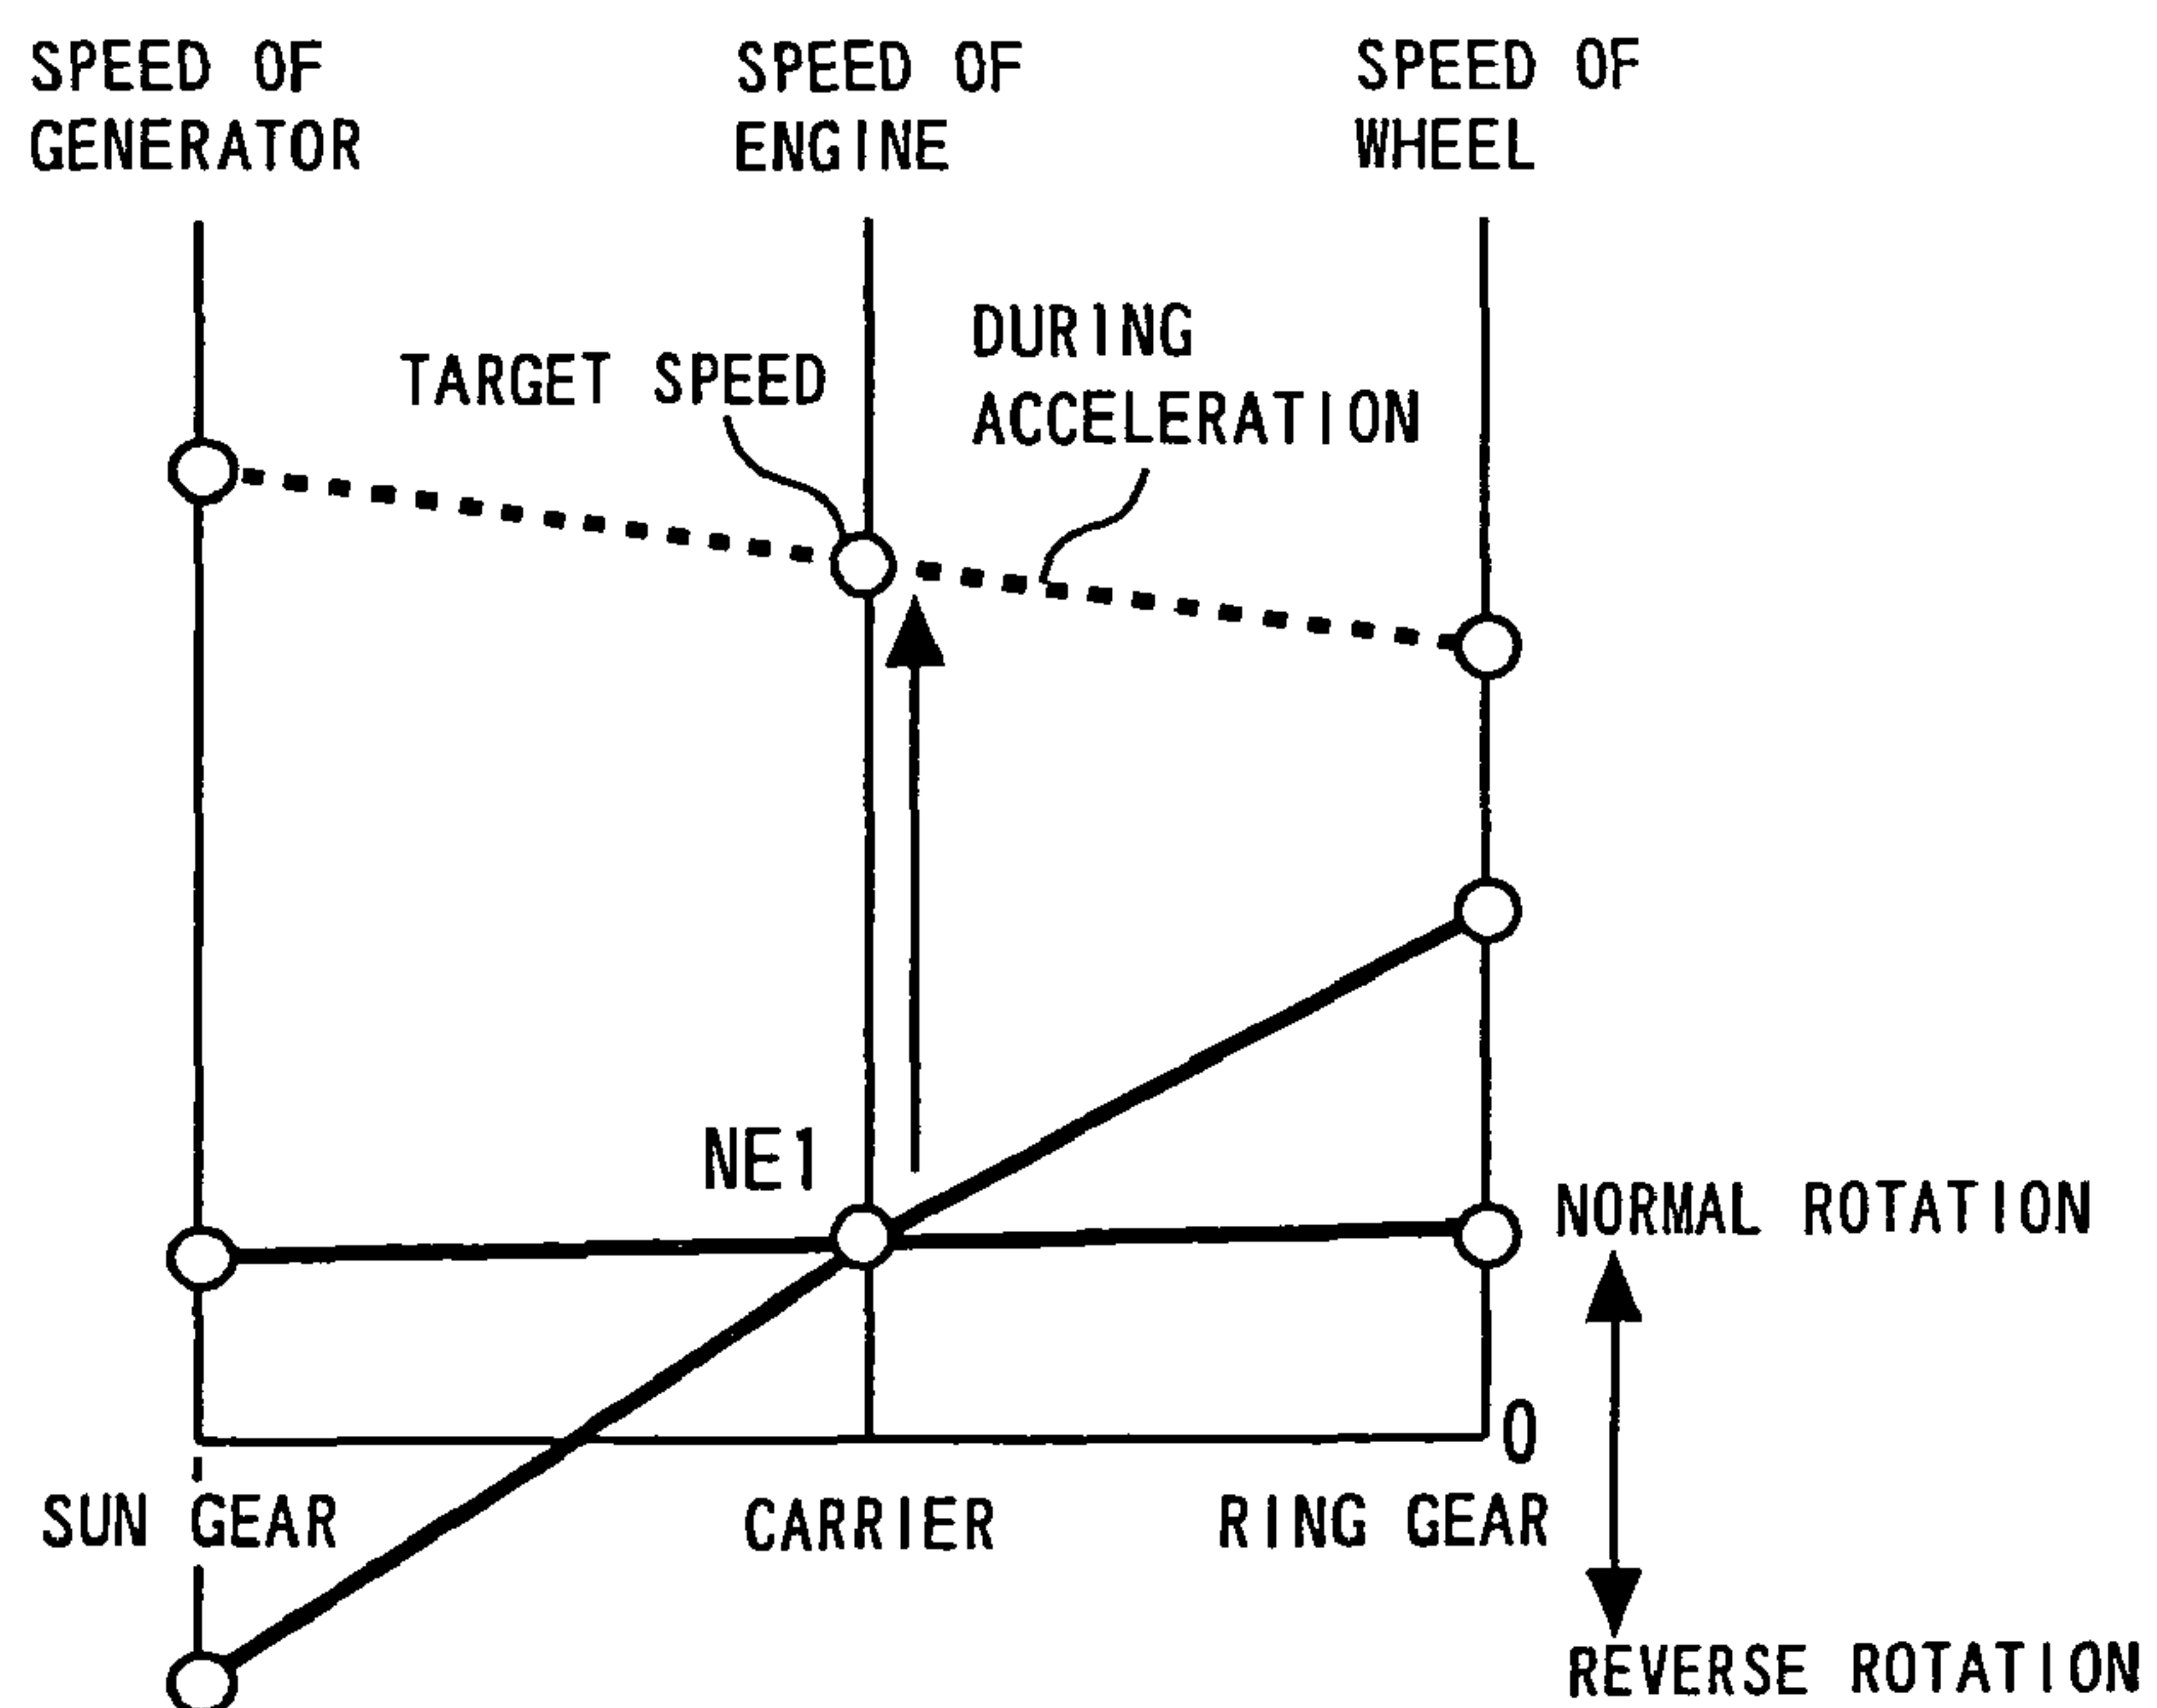 SPEED OF
GENERATOR
SPEED OF
ENGINE
SPEED OF
WHEEL
DURING
ACCELERATION
TARGET SPEED
NE1
NORMAL ROTATION
0
SUN GEAR
CARRIER
RING GEAR
REVERSE ROTATION